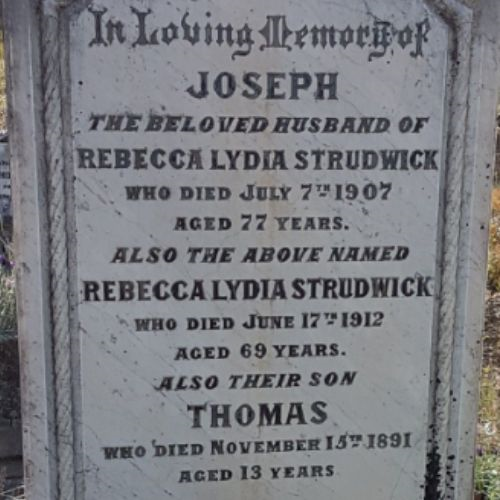 In Loving Memory of
JOSEPH
THE BELOVED HUSBAND OF
REBECCA LYDIA STRUDWICK
WHO DIED JULY 7TH 1907
AGED 77 YEARS.
ALSO THE ABOVE NAMED
REBECCA LYDIA STRUDWICK
WHO DIED JUNE 17TH 1912
AGED 69 YEARS.
ALSO THEIR SON
THOMAS
WHO DIED NOVEMBER 15TH 1891
AGED 13 YEARS